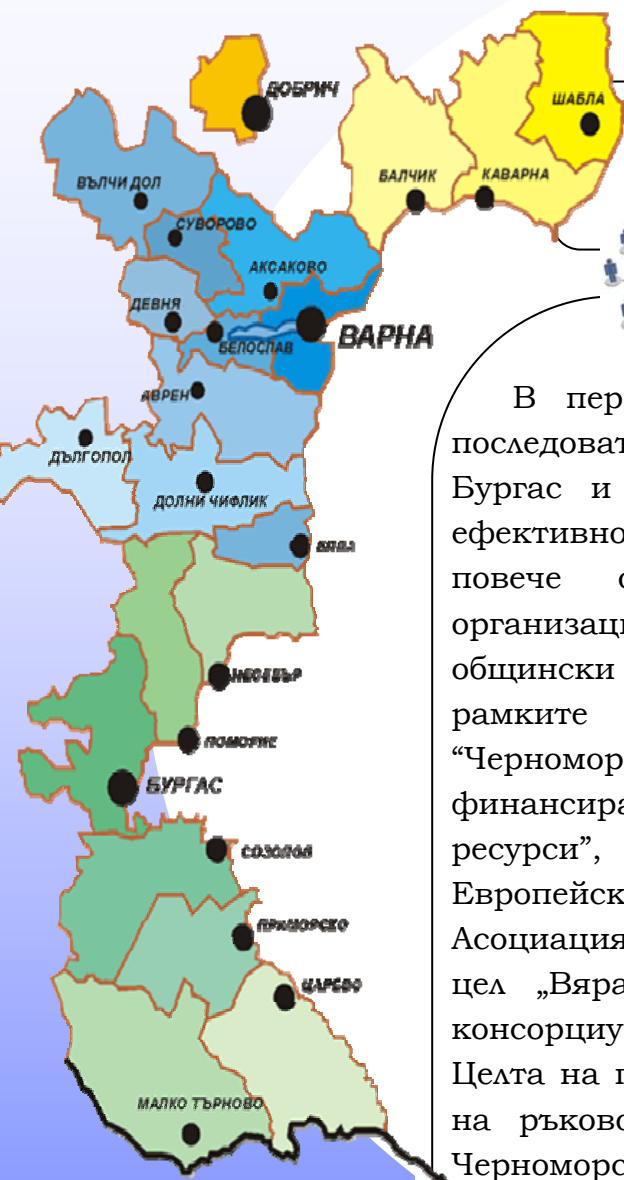 ДОБРИЧ
ШАБЛА
БАЛЧИК
КАВАРНА
ВЪЛЧИ ДОЛ
СУВОРОВО
АКСАКОВО
ДЕВНЯ
БЕЛОСЛАВ
ВАРНА
АВРЕН
ДЪЛГОПОЛ
ДОЛНИ ЧИФЛИК
БЯЛА
НЕСЕБЪР
ПОМОРИЕ
БУРГАС
СОЗОПОЛ
ПРИМОРСКО
ЦАРЕВО
МАЛКО ТЪРНОВО
В пер
последоват
Бургас и
ефективно
повече о
организаци
общински
рамките
“Черномор
финансира
ресурси”,
Европейск
Асоциация
цел „Вяра
консорциу
Целта на п
на ръково
Черноморс